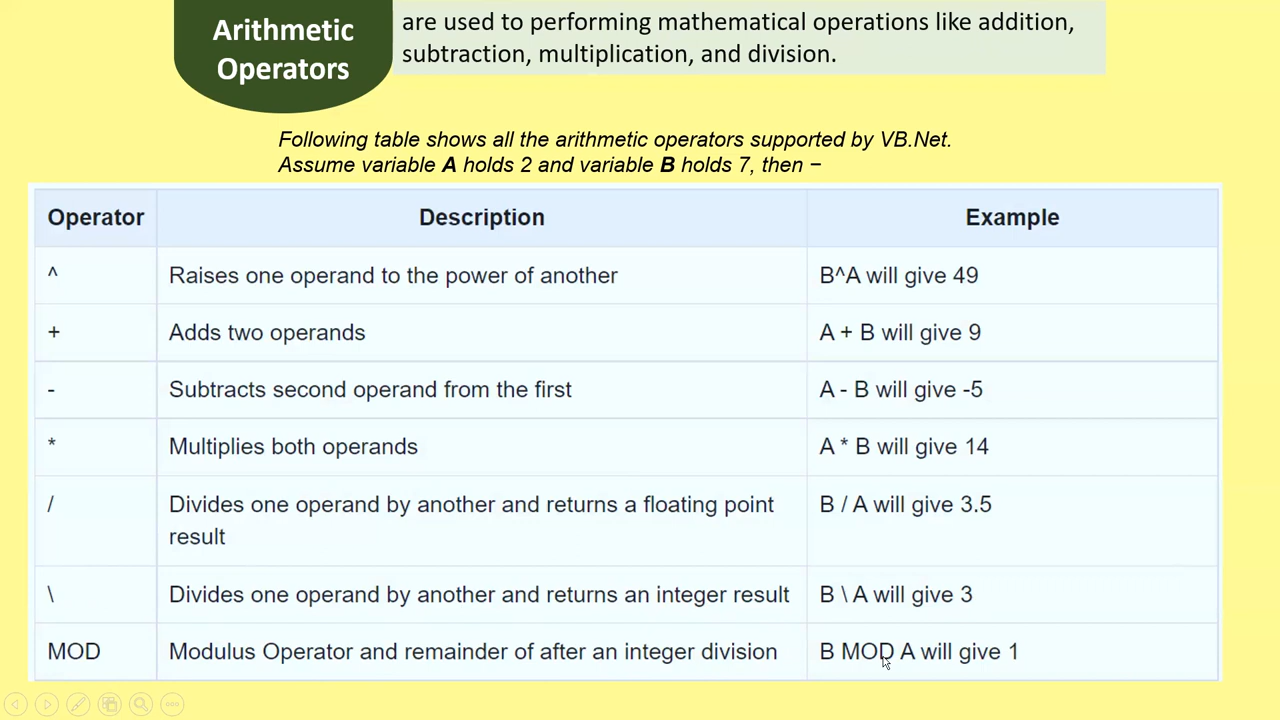 Arithmetic
Operators
are used to performing mathematical operations like addition,
subtraction, multiplication, and division.
Following table shows all the arithmetic operators supported by VB.Net.
Assume variable A holds 2 and variable B holds 7, then −
Operator Description Example
^ Raises one operand to the power of another B^A will give 49
+ Adds two operands A + B will give 9
- Subtracts second operand from the first A - B will give -5
* Multiplies both operands A * B will give 14
/ Divides one operand by another and returns a floating point B / A will give 3.5
result
\ Divides one operand by another and returns an integer result B \ A will give 3
MOD Modulus Operator and remainder of after an integer division B MOD A will give 1